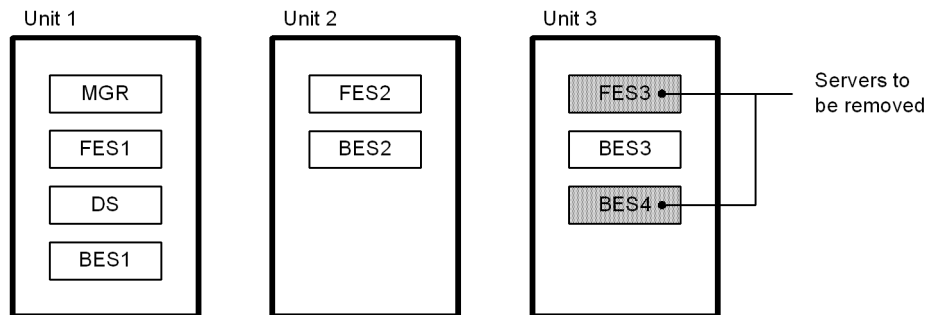 Unit 1
MGR
FES1
DS
BES1
Unit 2
FES2
BES2
Unit 3
FES3
BES3
BES4
Servers to
be removed